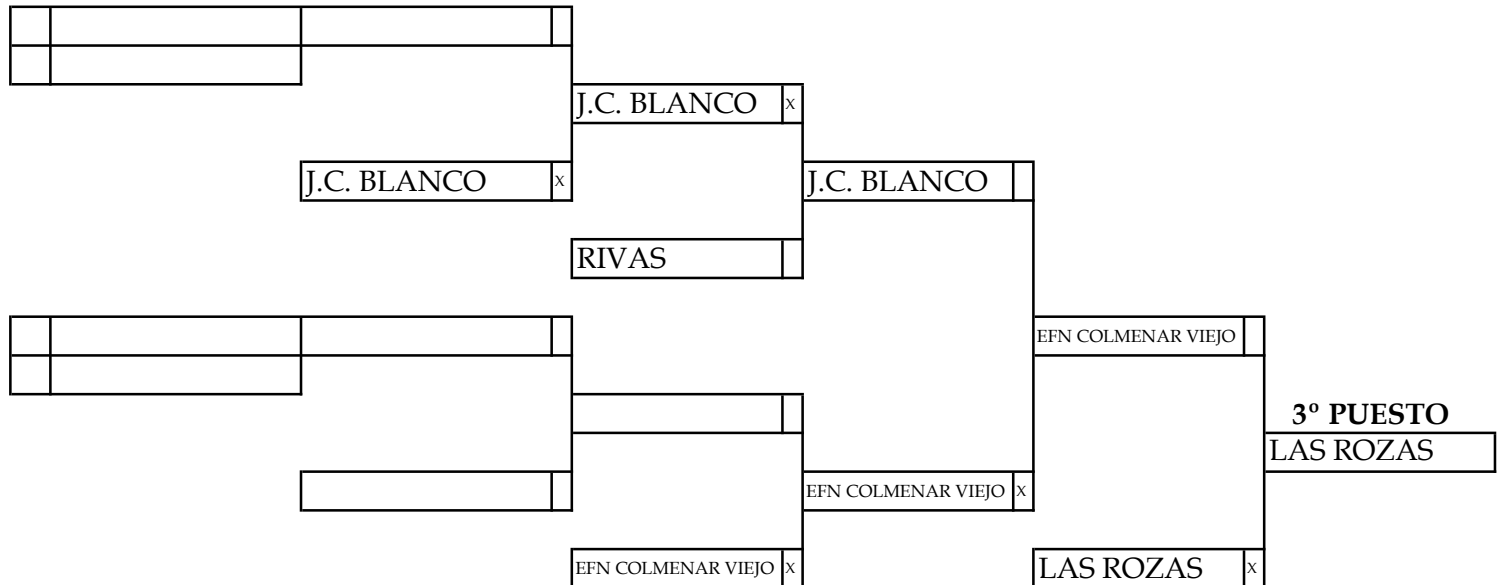 J.C. BLANCO X
J.C. BLANCO X
J.C. BLANCO
RIVAS
EFN COLMENAR VIEJO
3º PUESTO
LAS ROZAS
EFN COLMENAR VIEJO X
EFN COLMENAR VIEJO X
LAS ROZAS X